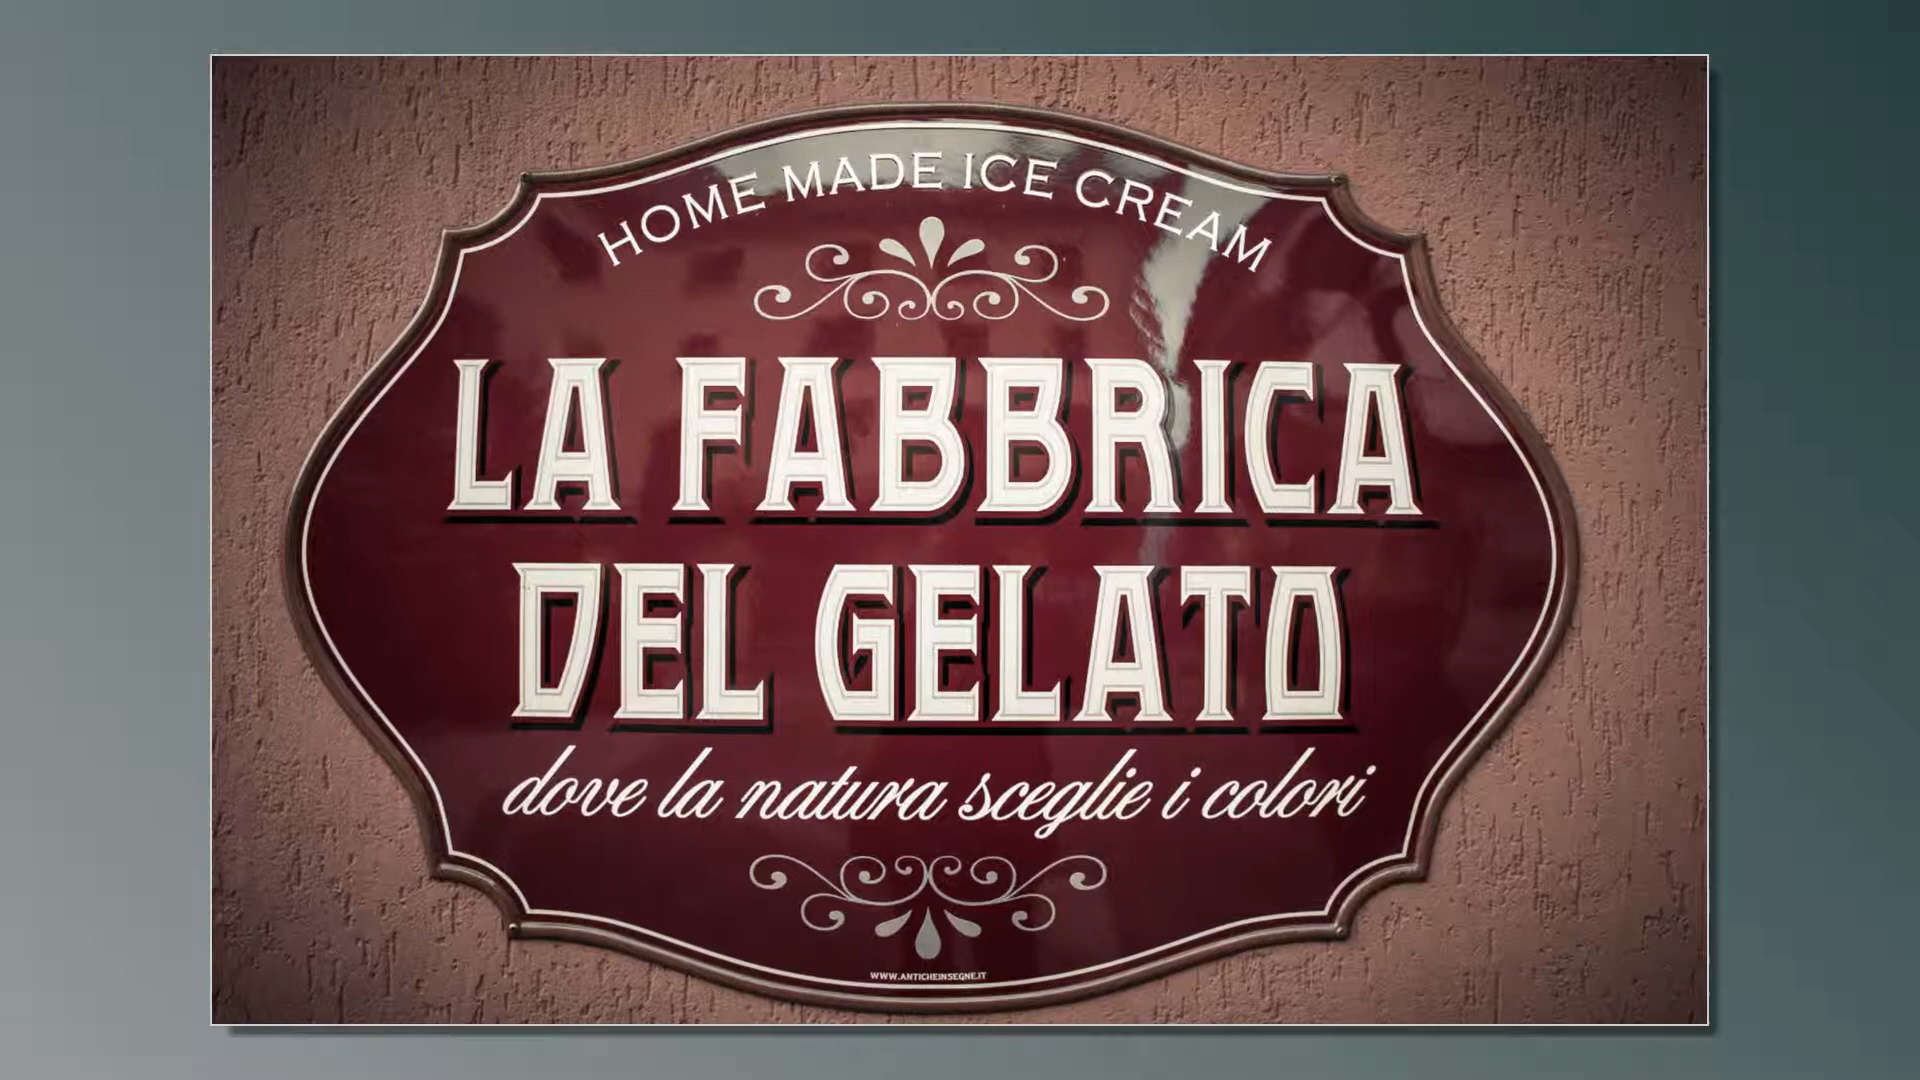 HOME MADE ICE CREAM
LA FABBRICA
DEL GELATO
dove la natura sceglie i colori
WWW.ANTICHEINSEGNE.IT